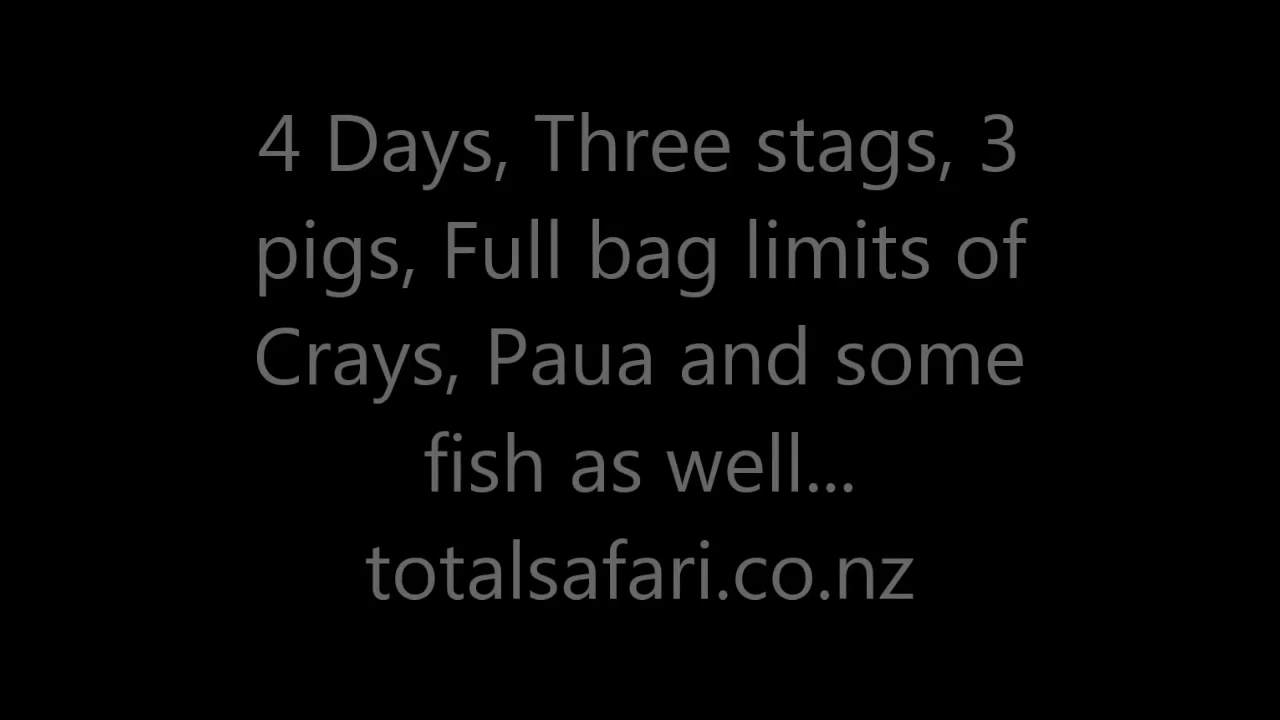 4 Days, Three stags, 3
pigs, Full bag limits of
Crays, Paua and some
fish as well...
totalsafari.co.nz